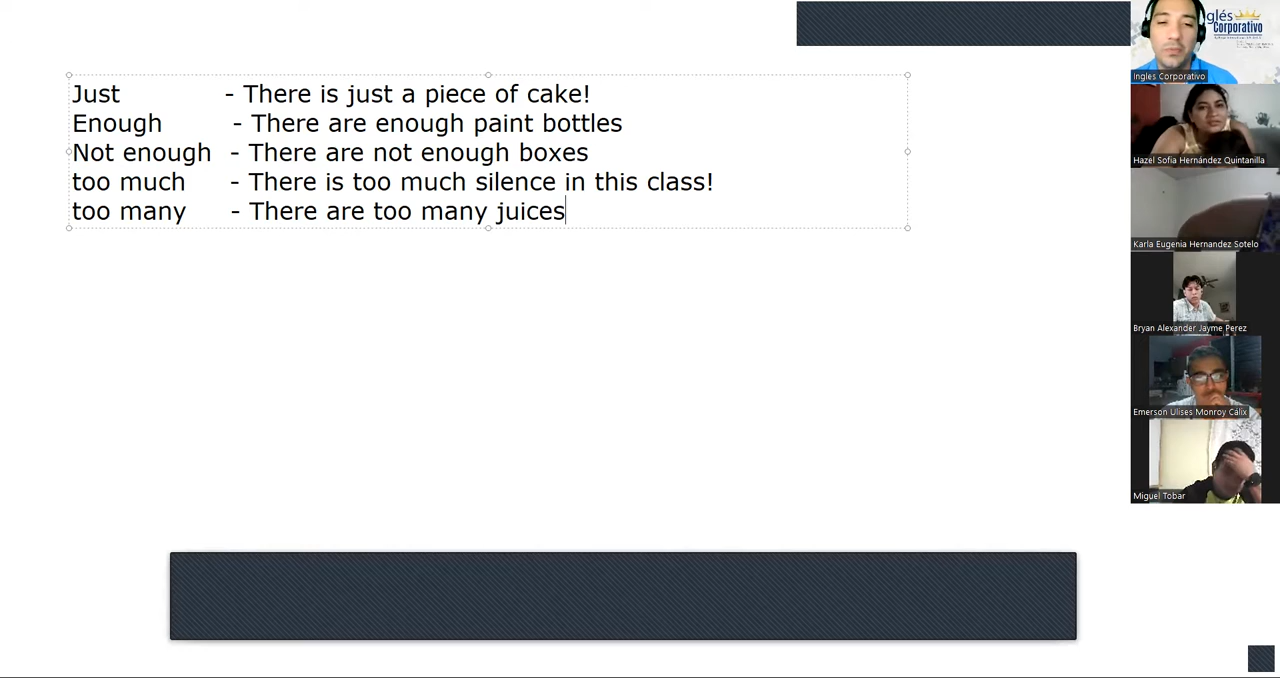 Just - There is just a piece of cake!
Enough - There are enough paint bottles
Not enough - There are not enough boxes
too much - There is too much silence in this class!
too many - There are too many juices
glés
Corporativo
Ingles Corporativo
Hazel Sofia Hernández Quintanilla
Karla Eugenia Hernandez Sotelo
Bryan Alexander Jayme Perez
Emerson Ulises Monroy Cálix
Miguel Tobar